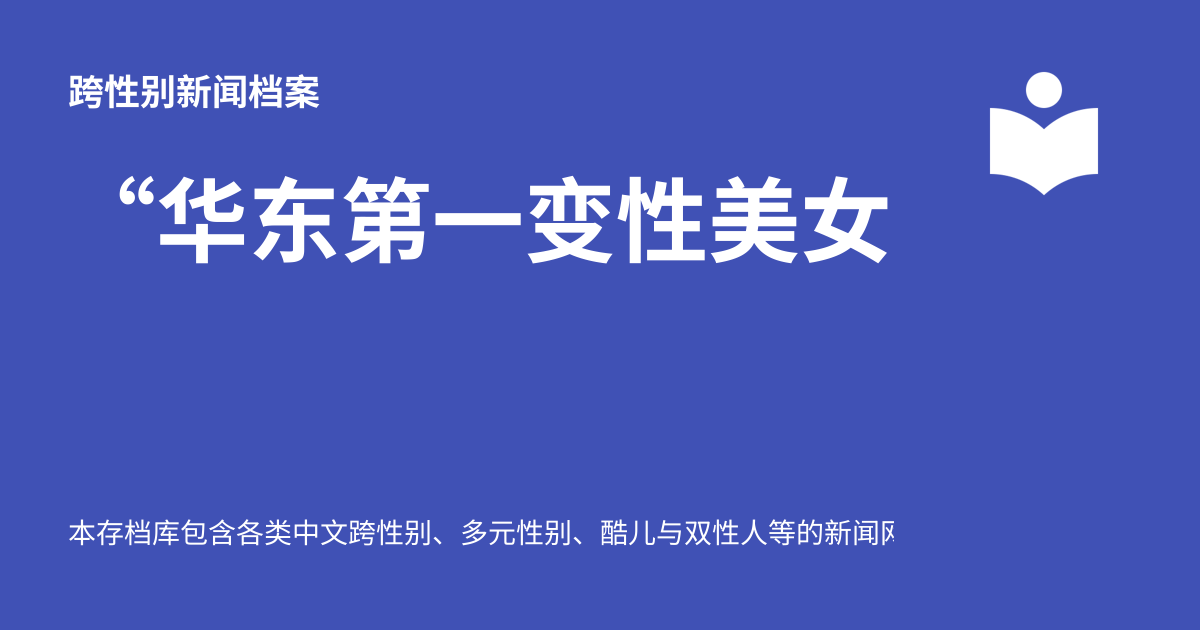 跨性别新闻档案
“华东第一变性美女
本存档库包含各类中文跨性别、多元性别、酷儿与双性人等的新闻